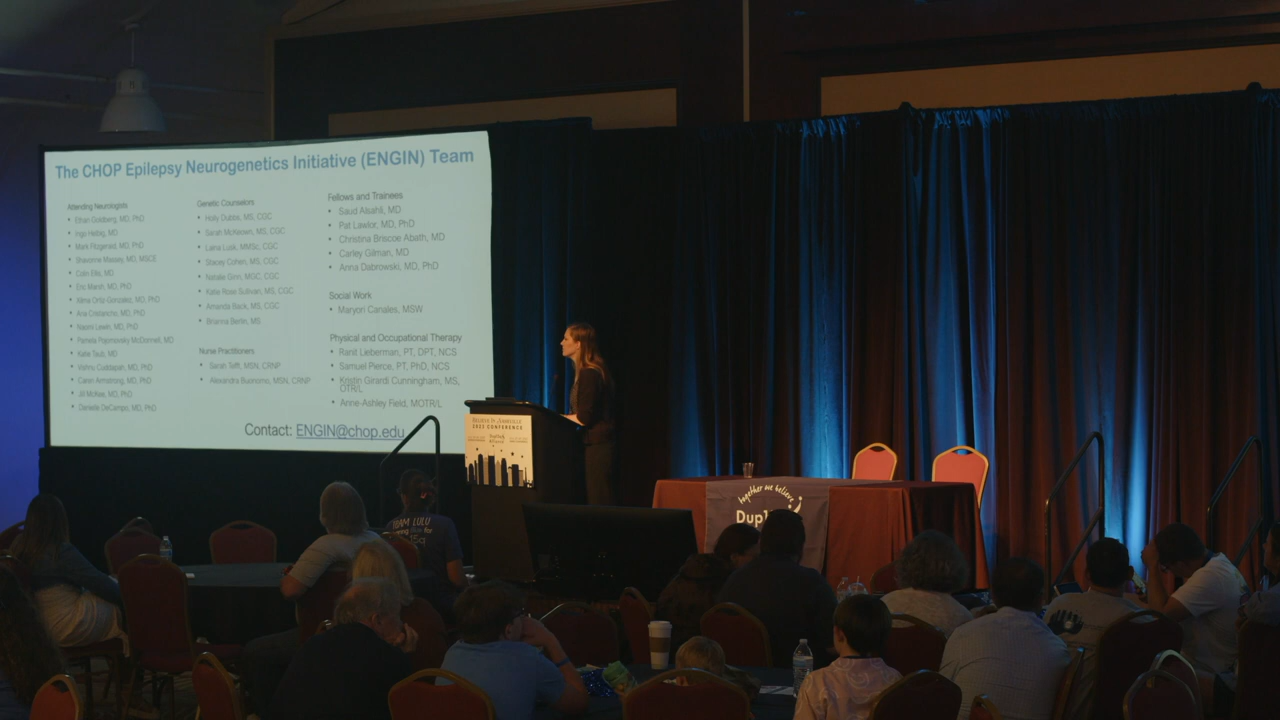 The CHOP Epilepsy Neurogenetics Initiative (ENGIN) Team
Attending Neurologists
• Ethan Goldberg, MD, PhD
• Ingo Helbig, MD
• Mark Fitzgerald, MD, PhD
• Shavonne Massey, MD, MSCE
• Colin Ellis, MD
• Eric Marsh, MD, PhD
• Xilma Ortiz-Gonzalez, MD, PhD
• Ana Cristancho, MD, PhD
• Naomi Lewin, MD, PhD
• Pamela Pojomovsky McDonnell, MD
• Katie Taub, MD
• Vishnu Cuddapah, MD, PhD
• Caren Armstrong, MD, PhD
• Jill McKee, MD, PhD
• Danielle DeCampo, MD, PhD
Genetic Counselors
• Holly Dubbs, MS, CGC
• Sarah McKeown, MS, CGC
• Laina Lusk, MMSc, CGC
• Stacey Cohen, MS, CGC
• Natalie Ginn, MGC, CGC
• Katie Rose Sullivan, MS, CGC
• Amanda Back, MS, CGC
• Brianna Berlin, MS
Nurse Practitioners
• Sarah Tefft, MSN, CRNP
• Alexandra Buonomo, MSN, CRNP
Fellows and Trainees
• Saud Alsahli, MD
• Pat Lawlor, MD, PhD
• Christina Briscoe Abath, MD
• Carley Gilman, MD
• Anna Dabrowski, MD, PhD
Social Work
• Maryori Canales, MSW
Physical and Occupational Therapy
• Ranit Lieberman, PT, DPT, NCS
• Samuel Pierce, PT, PhD, NCS
• Kristin Girardi Cunningham, MS,
OTR/L
• Anne-Ashley Field, MOTR/L
Contact: ENGIN@chop.edu
2023 CONFERENCE
together we believe
TEAM LULU
for